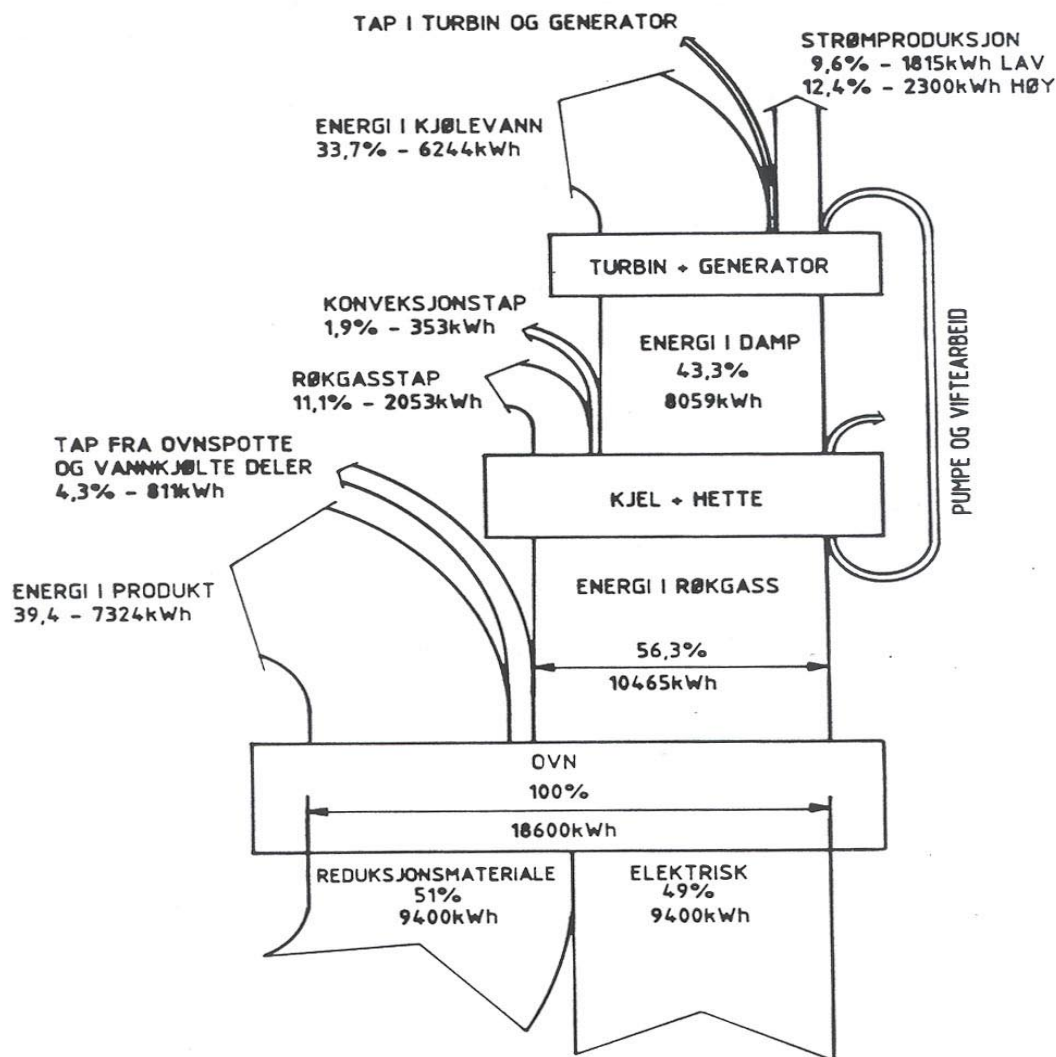 TAP I TURBIN OG GENERATOR
STRØMPRODUKSJON
9,6% - 1815kWh LAV
12,4% - 2300kWh HØY
ENERGI I KJØLEVANN
33,7% - 6244kWh
TURBIN + GENERATOR
KONVEKSJONSTAP
1,9% - 353kWh
ENERGI I DAMP
43,3%
8059kWh
RØKGASSTAP
11,1% - 2053kWh
PUMPE OG VIFTEARBEID
TAP FRA OVNSPOTTE
OG VANNKJØLTE DELER
4,3% - 811kWh
KJEL + HETTE
ENERGI I PRODUKT
39,4 - 7324kWh
ENERGI I RØKGASS
56,3%
10465kWh
OVN
100%
18600kWh
REDUKSJONSMATERIALE
51%
9400kWh
ELEKTRISK
49%
9400kWh